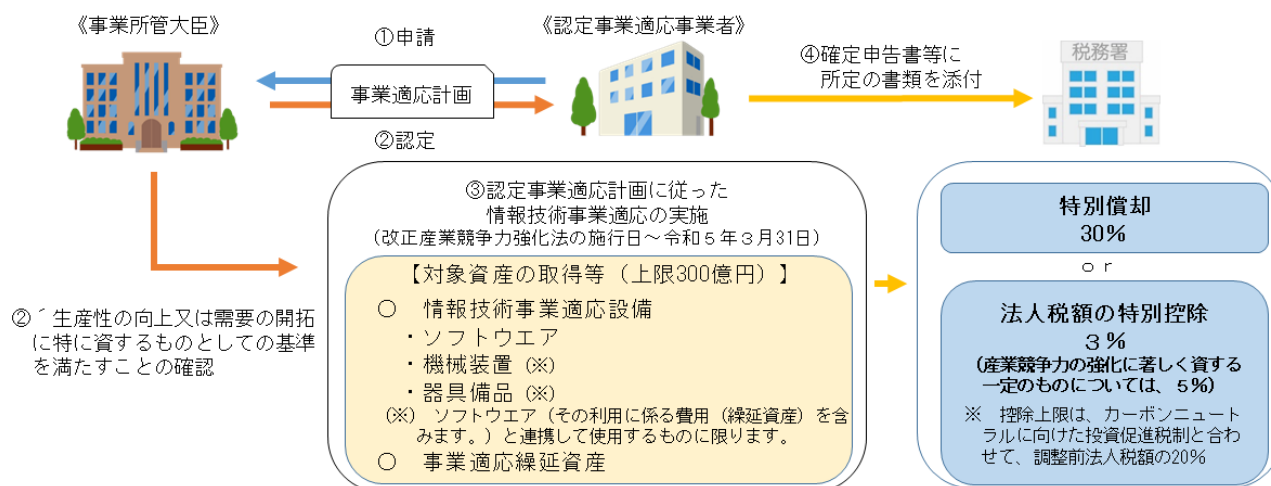 《事業所管大臣》
①申請
事業適応計画
②認定
《認定事業適応事業者》
④確定申告書等に
所定の書類を添付
税務署
②´生産性の向上又は需要の開拓
に特に資するものとしての基準
を満たすことの確認
③認定事業適応計画に従った
情報技術事業適応の実施
(改正産業競争力強化法の施行日～令和5年3月31日)
【対象資産の取得等(上限300億円)】
○ 情報技術事業適応設備
・ソフトウエア
・機械装置(※)
・器具備品(※)
(※) ソフトウエア(その利用に係る費用(繰延資産)を含
みます。)と連携して使用するものに限ります。
○ 事業適応繰延資産
特別償却
30%
or
法人税額の特別控除
3%
(産業競争力の強化に著しく資する
一定のものについては、5%)
※ 控除上限は、カーボンニュート
ラルに向けた投資促進税制と合わ
せて、調整前法人税額の20%